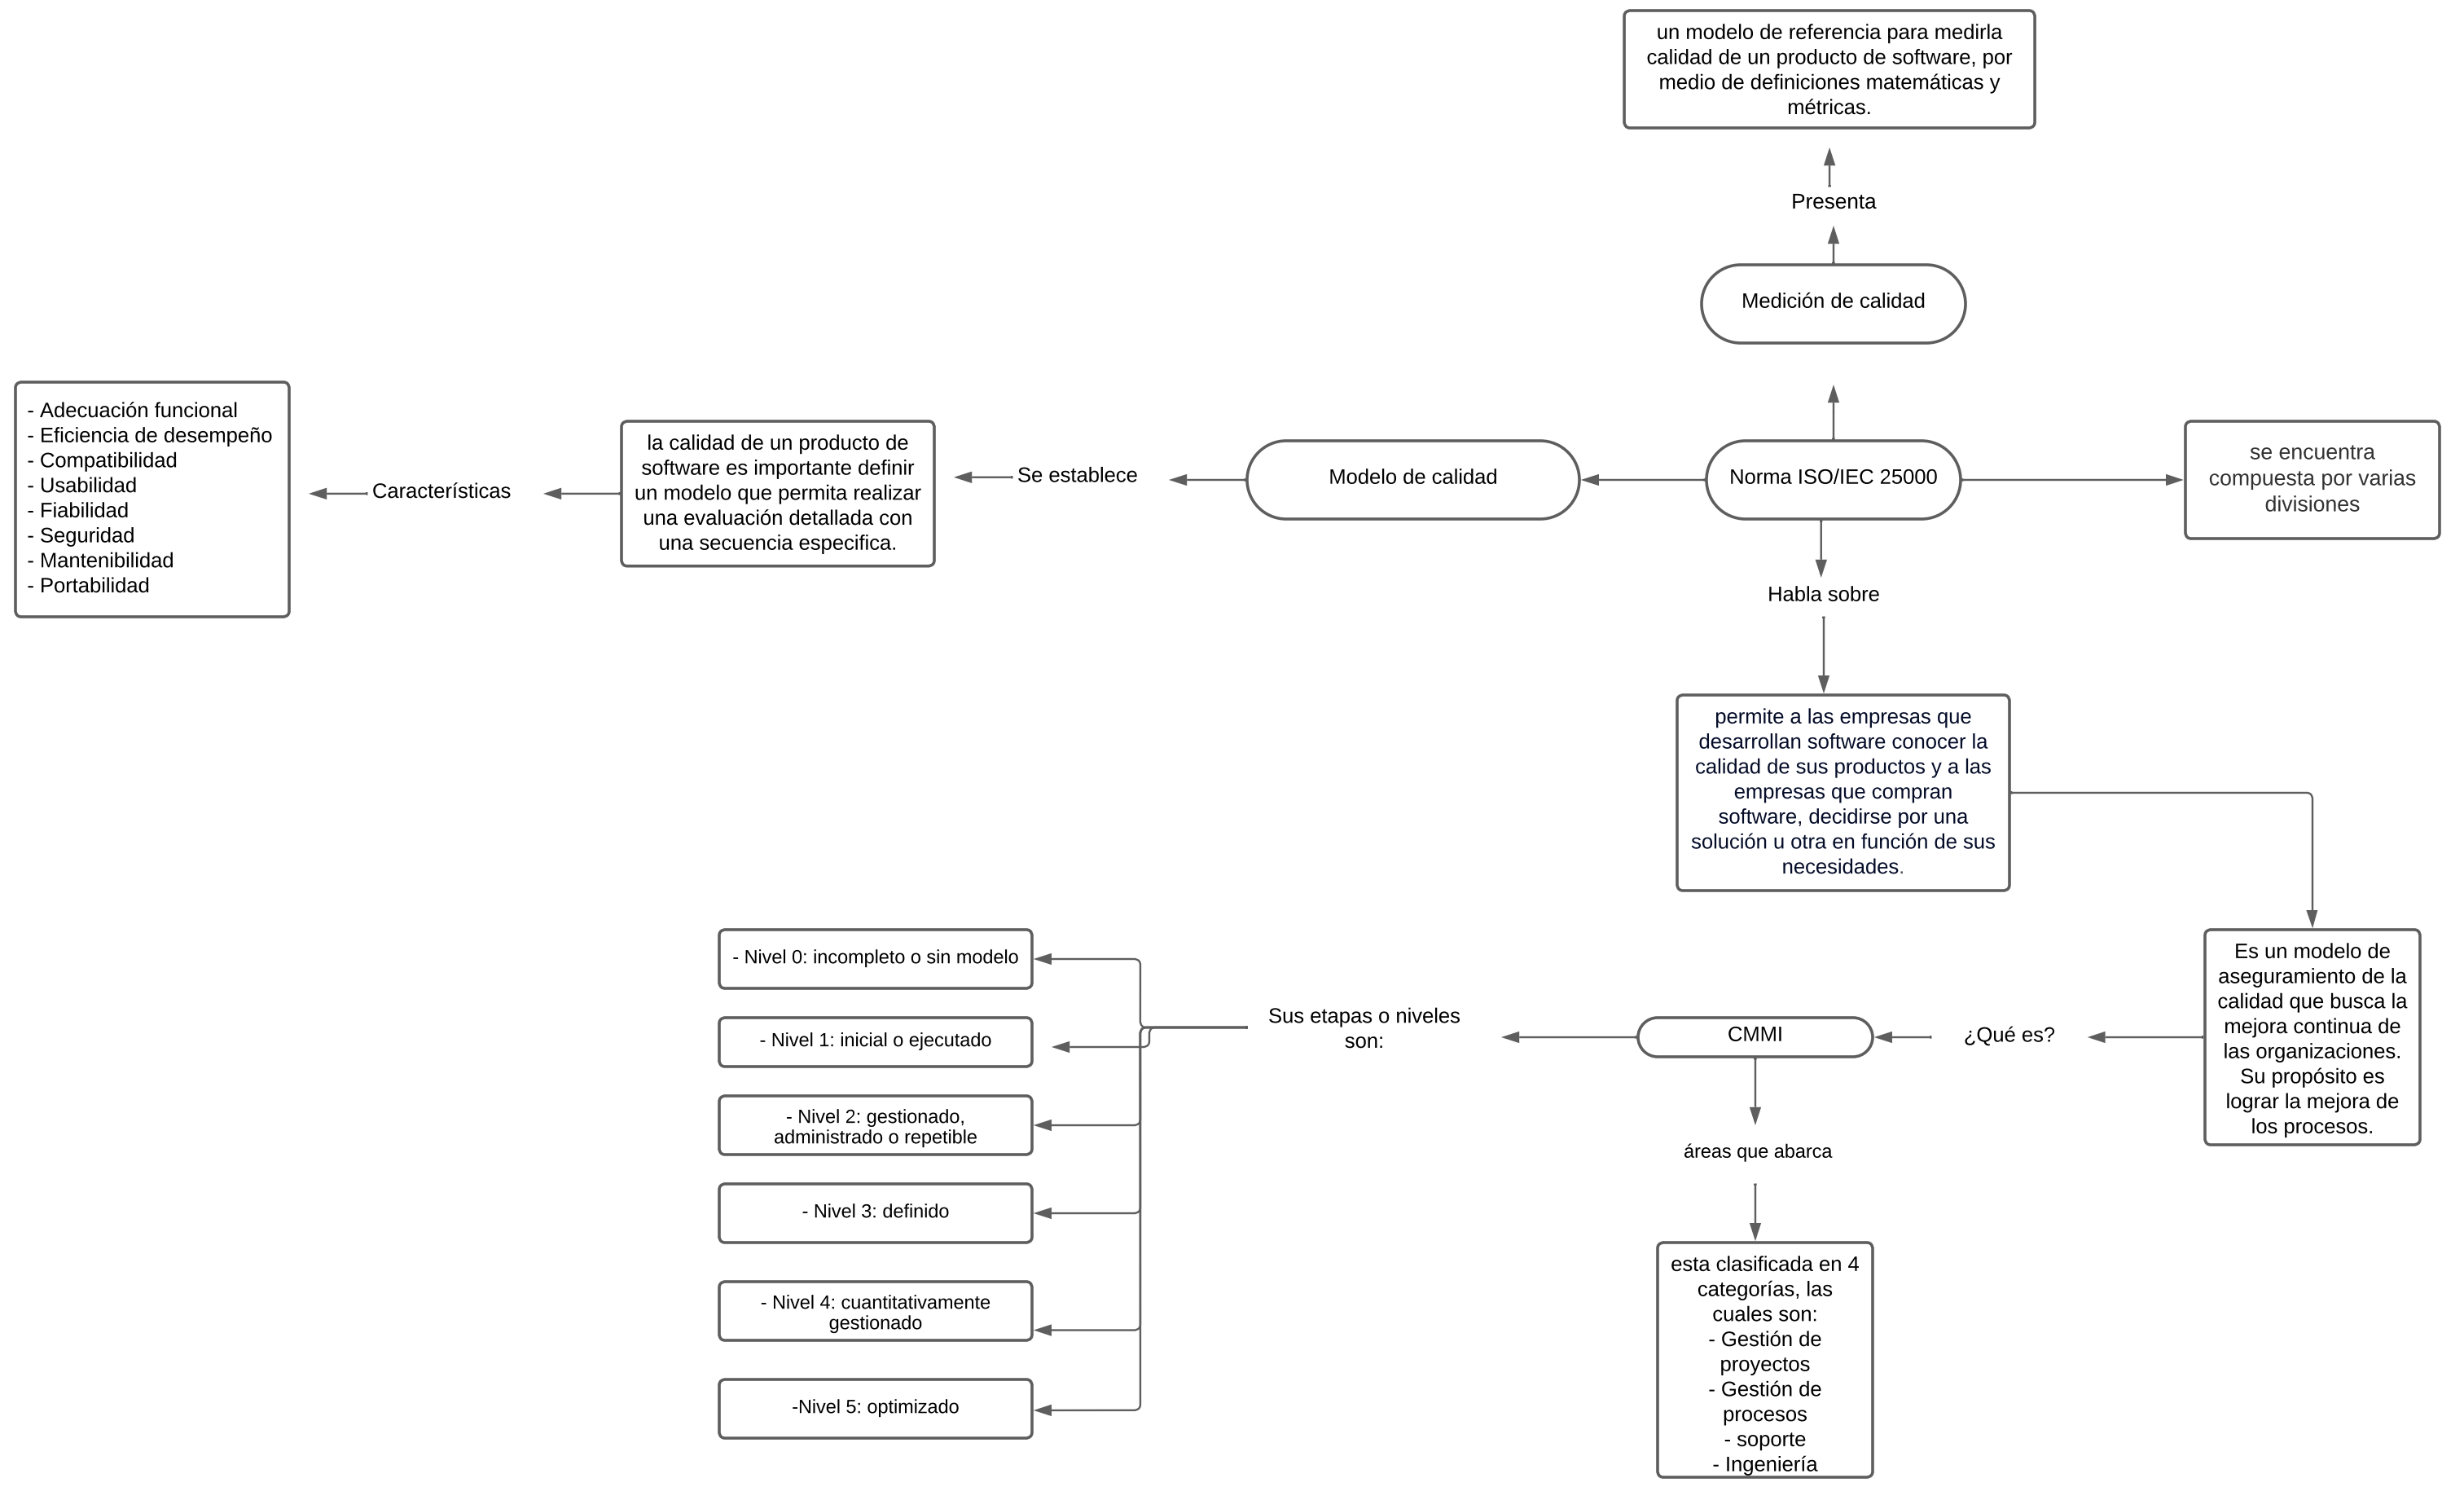 un modelo de referencia para medirla
calidad de un producto de software, por
medio de definiciones matemáticas y
métricas.
Presenta
Medición de calidad
- Adecuación funcional
- Eficiencia de desempeño
- Compatibilidad
- Usabilidad
- Fiabilidad
- Seguridad
- Mantenibilidad
- Portabilidad
Características
la calidad de un producto de
software es importante definir
un modelo que permita realizar
una evaluación detallada con
una secuencia especifica.
Se establece
Modelo de calidad
Norma ISO/IEC 25000
se encuentra
compuesta por varias
divisiones
Habla sobre
permite a las empresas que
desarrollan software conocer la
calidad de sus productos y a las
empresas que compran
software, decidirse por una
solución u otra en función de sus
necesidades.
Es un modelo de
aseguramiento de la
calidad que busca la
mejora continua de
las organizaciones.
Su propósito es
lograr la mejora de
los procesos.
¿Qué es?
CMMI
Sus etapas o niveles
son:
- Nivel 0: incompleto o sin modelo
- Nivel 1: inicial o ejecutado
- Nivel 2: gestionado,
administrado o repetible
- Nivel 3: definido
- Nivel 4: cuantitativamente
gestionado
-Nivel 5: optimizado
áreas que abarca
esta clasificada en 4
categorías, las
cuales son:
- Gestión de
proyectos
- Gestión de
procesos
- soporte
- Ingeniería